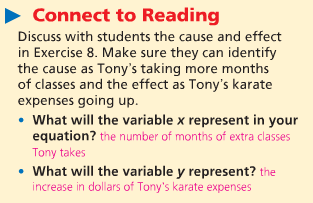 Connect to Reading
Discuss with students the cause and effect
in Exercise 8. Make sure they can identify
the cause as Tony's taking more months
of classes and the effect as Tony's karate
expenses going up.
• What will the variable x represent in your
equation? the number of months of extra classes
Tony takes
• What will the variable y represent? the
increase in dollars of Tony's karate expenses